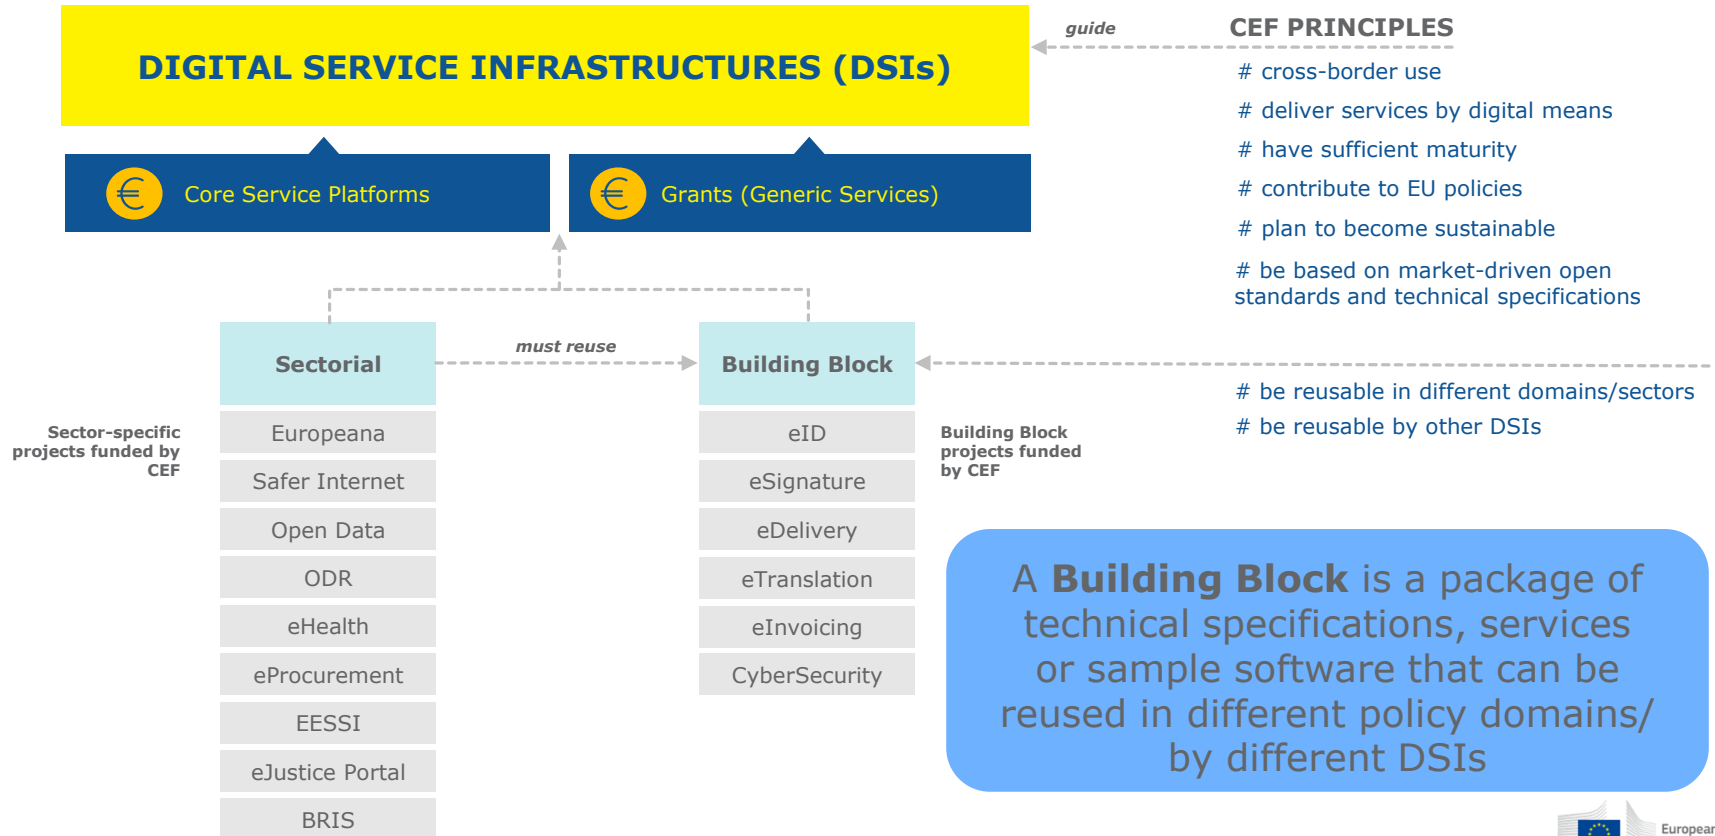 DIGITAL SERVICE INFRASTRUCTURES (DSIs)
guide
CEF PRINCIPLES
# cross-border use
# deliver services by digital means
# have sufficient maturity
# contribute to EU policies
# plan to become sustainable
# be based on market-driven open
standards and technical specifications
€ Core Service Platforms
€ Grants (Generic Services)
Sectorial
must reuse
Building Block
# be reusable in different domains/sectors
# be reusable by other DSIs
Sector-specific
projects funded by
CEF
Europeana
Safer Internet
Open Data
ODR
eHealth
eProcurement
EESSI
eJustice Portal
BRIS
eID
eSignature
eDelivery
eTranslation
eInvoicing
CyberSecurity
Building Block
projects funded
by CEF
A Building Block is a package of
technical specifications, services
or sample software that can be
reused in different policy domains/
by different DSIs
European